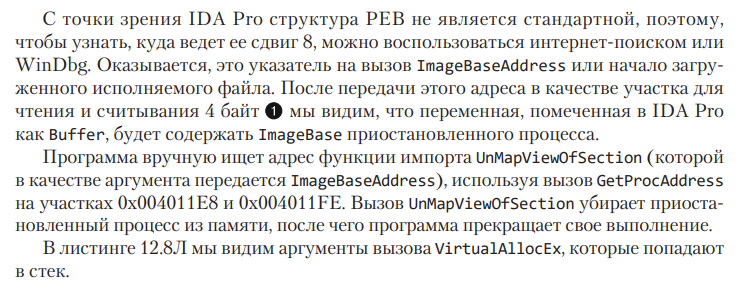 С точки зрения IDA Pro структура PEB не является стандартной, поэтому,
чтобы узнать, куда ведет ее сдвиг 8, можно воспользоваться интернет-поиском или
WinDbg. Оказывается, это указатель на вызов ImageBaseAddress или начало загру-
женного исполняемого файла. После передачи этого адреса в качестве участка для
чтения и считывания 4 байт ❶ мы видим, что переменная, помеченная в IDA Pro
как Buffer, будет содержать ImageBase приостановленного процесса.
Программа вручную ищет адрес функции импорта UnMapViewOfSection (которой
в качестве аргумента передается ImageBaseAddress), используя вызов GetProcAddress
на участках 0x004011E8 и 0x004011FE. Вызов UnMapViewOfSection убирает приоста-
новленный процесс из памяти, после чего программа прекращает свое выполнение.
В листинге 12.8Л мы видим аргументы вызова VirtualAllocEx, которые попадают
в стек.